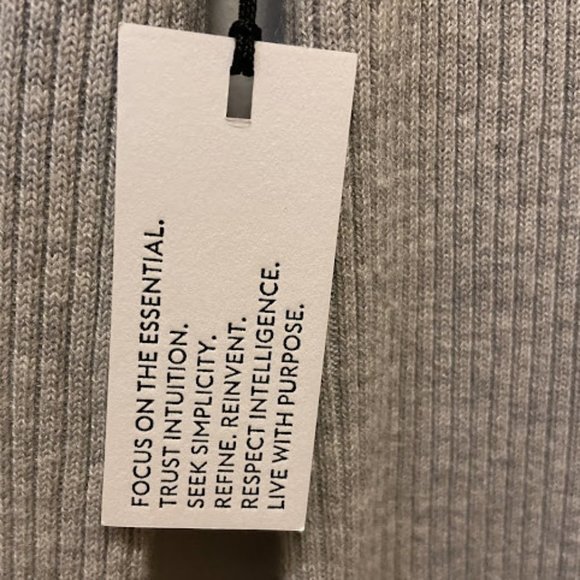 FOCUS ON THE ESSENTIAL.
TRUST INTUITION.
SEEK SIMPLICITY.
REFINE. REINVENT.
RESPECT INTELLIGENCE.
LIVE WITH PURPOSE.